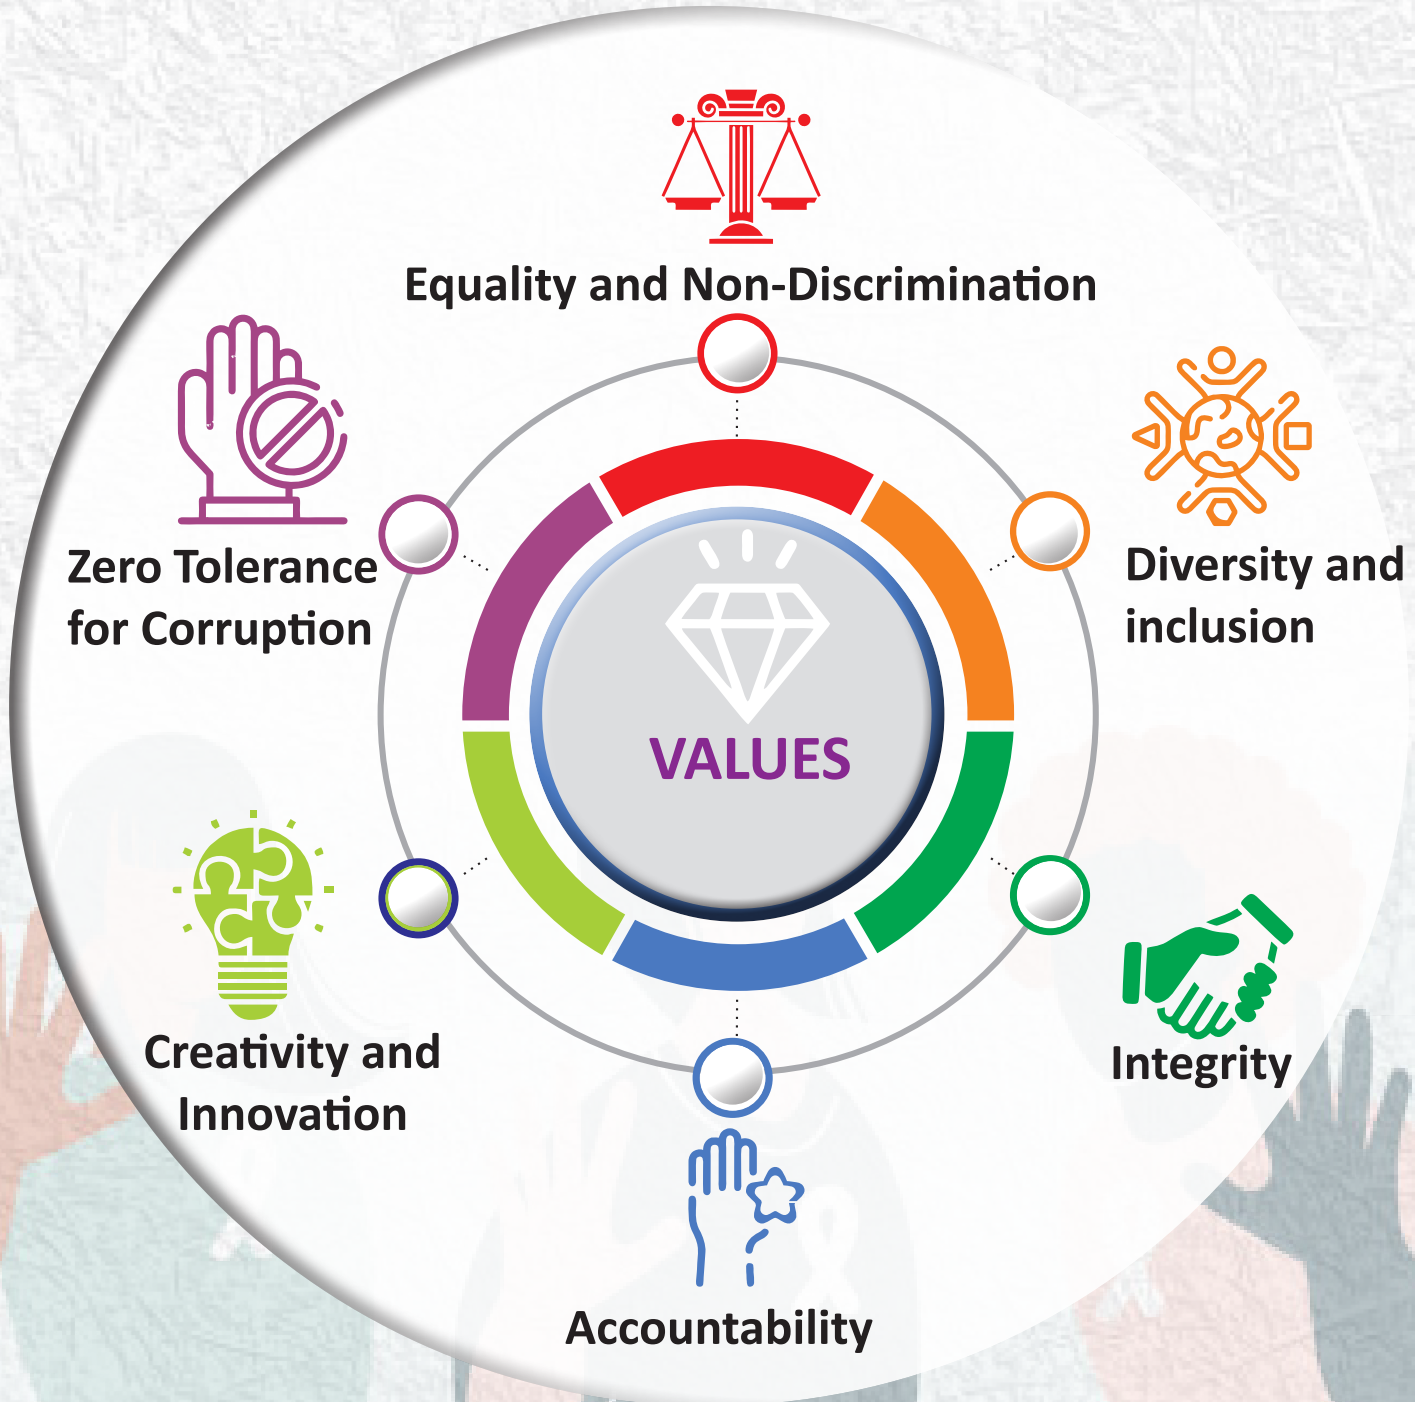 Equality and Non-Discrimination
Zero Tolerance
for Corruption
Diversity and
inclusion
VALUES
Creativity and
Innovation
Integrity
Accountability